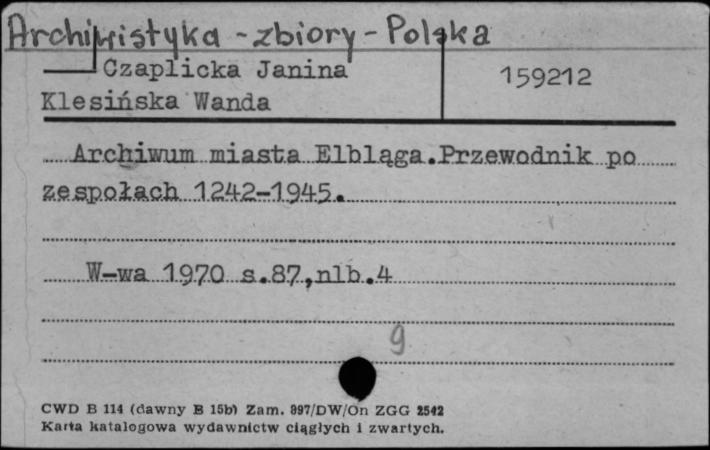 Archiwistyka - zbiory - Polska
Czaplicka Janina
159212
Klesińska Wanda
Archiwum miasta Elbląga. Przewodnik po
zespołach 1242-1945.
W-wa 1970 s.87, nlb.4
9
CWD B 114 (dawny B 15b) Zam. 897/DW/On ZGG 2542
Karta katalogowa wydawnictw ciągłych i zwartych.